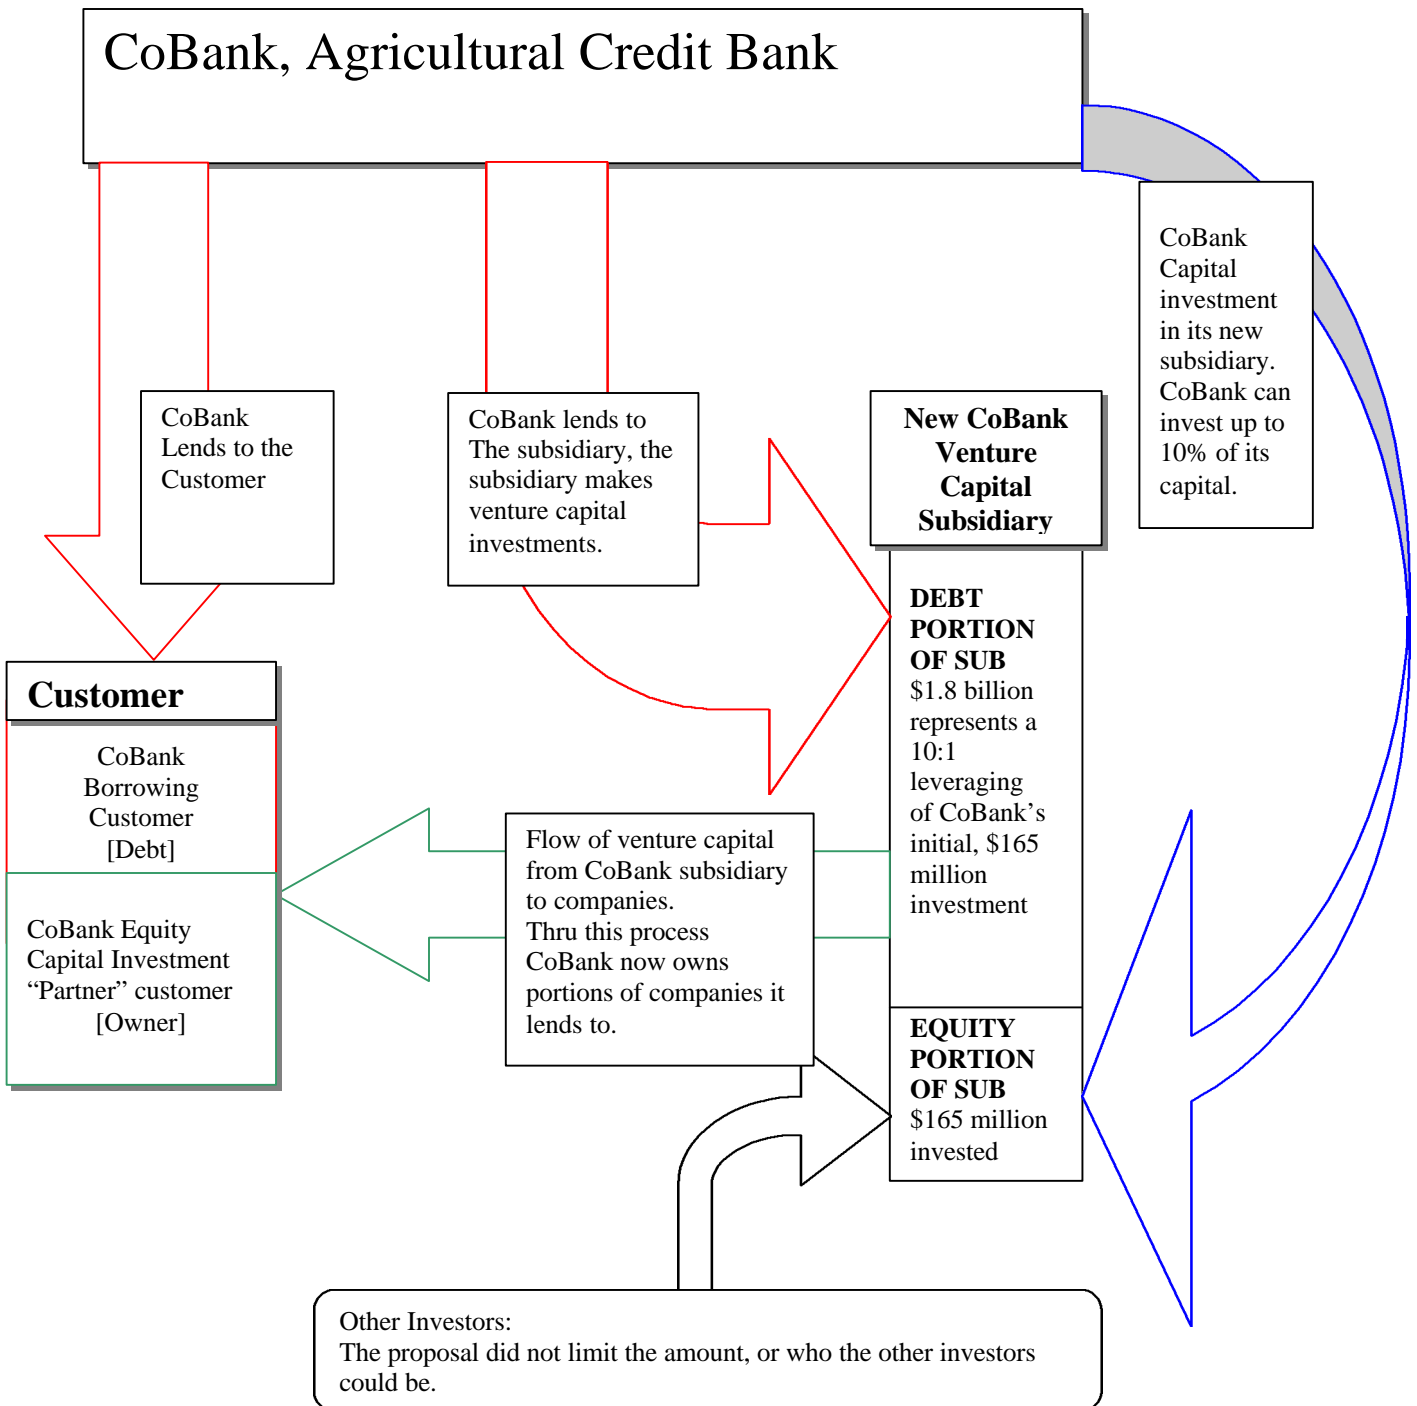 CoBank, Agricultural Credit Bank
CoBank
Capital
investment
in its new
subsidiary.
CoBank can
invest up to
10% of its
capital.
CoBank
Lends to the
Customer
CoBank lends to
The subsidiary, the
subsidiary makes
venture capital
investments.
New CoBank
Venture
Capital
Subsidiary
DEBT
PORTION
OF SUB
$1.8 billion
represents a
10:1
leveraging
of CoBank’s
initial, $165
million
investment
Customer
CoBank
Borrowing
Customer
[Debt]
CoBank Equity
Capital Investment
“Partner” customer
[Owner]
Flow of venture capital
from CoBank subsidiary
to companies.
Thru this process
CoBank now owns
portions of companies it
lends to.
EQUITY
PORTION
OF SUB
$165 million
invested
Other Investors:
The proposal did not limit the amount, or who the other investors
could be.